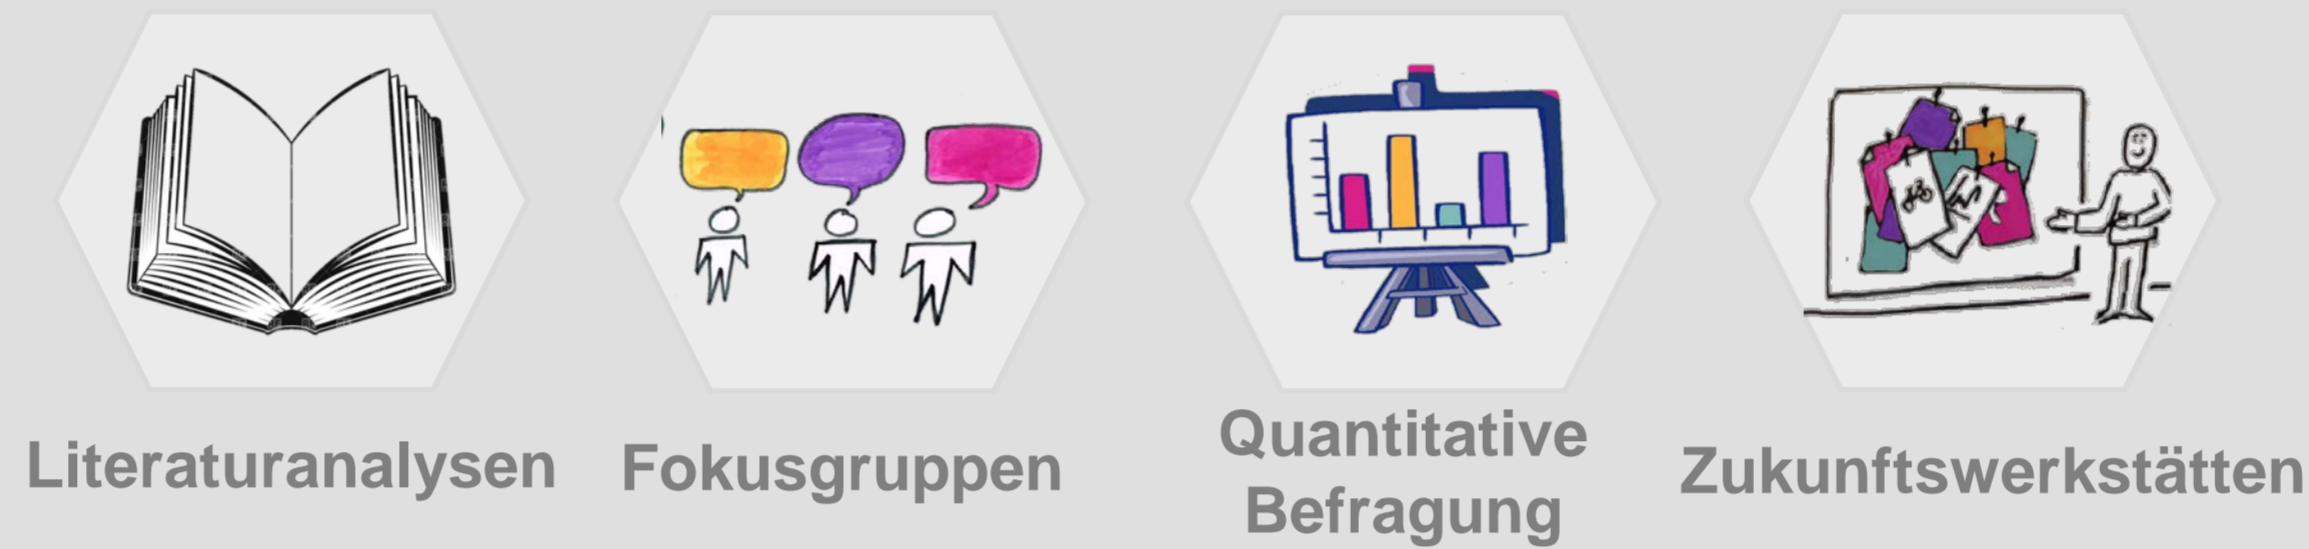 Literaturanalysen
Fokusgruppen
Quantitative
Befragung
Zukunftswerkstätten